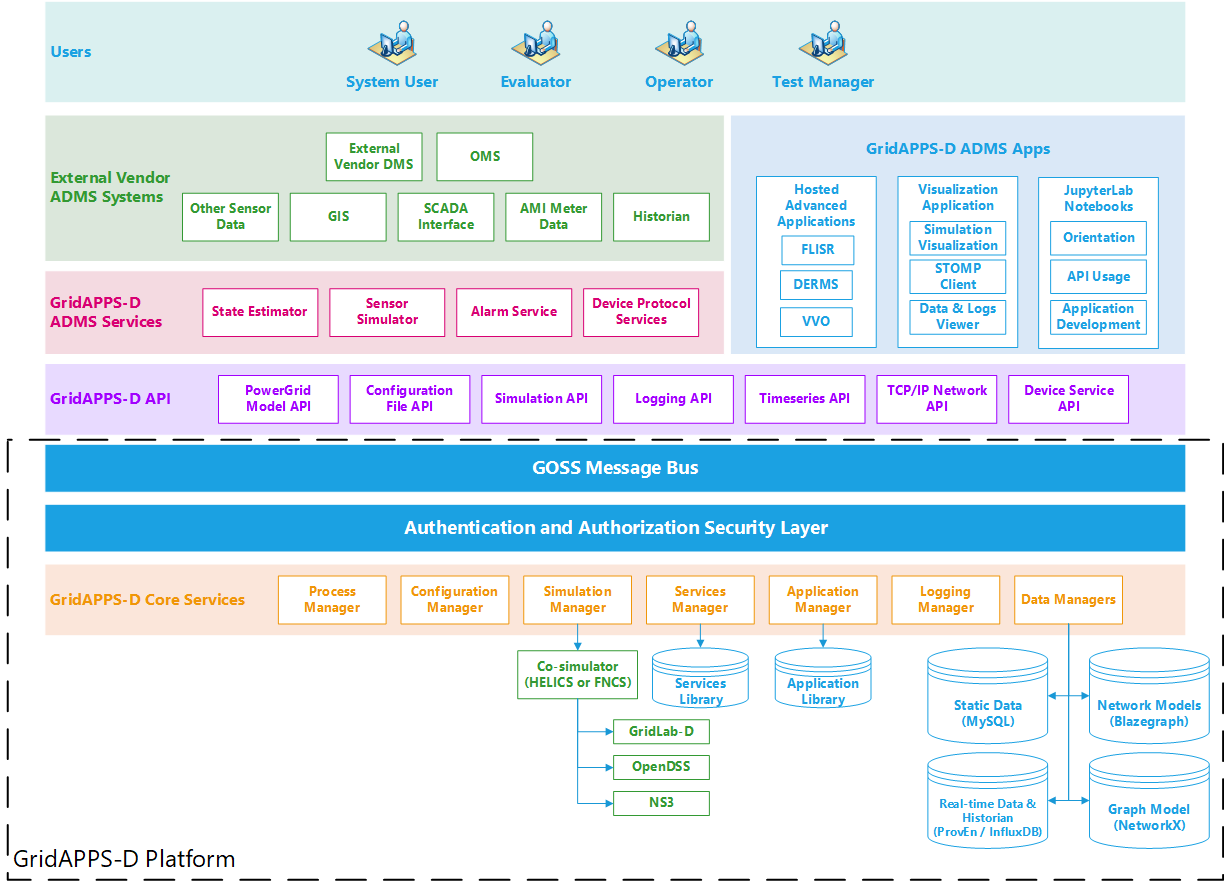 Users
System User
Evaluator
Operator
Test Manager
External Vendor
ADMS Systems
External
Vendor DMS
OMS
Other Sensor
Data
GIS
SCADA
Interface
AMI Meter
Data
Historian
GridAPPS-D ADMS Apps
Hosted
Advanced
Applications
FLISR
DERMS
VVO
Visualization
Application
Simulation
Visualization
STOMP
Client
Data & Logs
Viewer
JupyterLab
Notebooks
Orientation
API Usage
Application
Development
GridAPPS-D
ADMS Services
State Estimator
Sensor
Simulator
Alarm Service
Device Protocol
Services
GridAPPS-D API
PowerGrid
Model API
Configuration
File API
Simulation API
Logging API
Timeseries API
TCP/IP Network
API
Device Service
API
GOSS Message Bus
Authentication and Authorization Security Layer
GridAPPS-D Core Services
Process
Manager
Configuration
Manager
Simulation
Manager
Services
Manager
Application
Manager
Logging
Manager
Data Managers
Co-simulator
(HELICS or FNCS)
Services
Library
Application
Library
GridLab-D
OpenDSS
NS3
Static Data
(MySQL)
Network Models
(Blazegraph)
Real-time Data &
Historian
(ProvEn / InfluxDB)
Graph Model
(NetworkX)
GridAPPS-D Platform